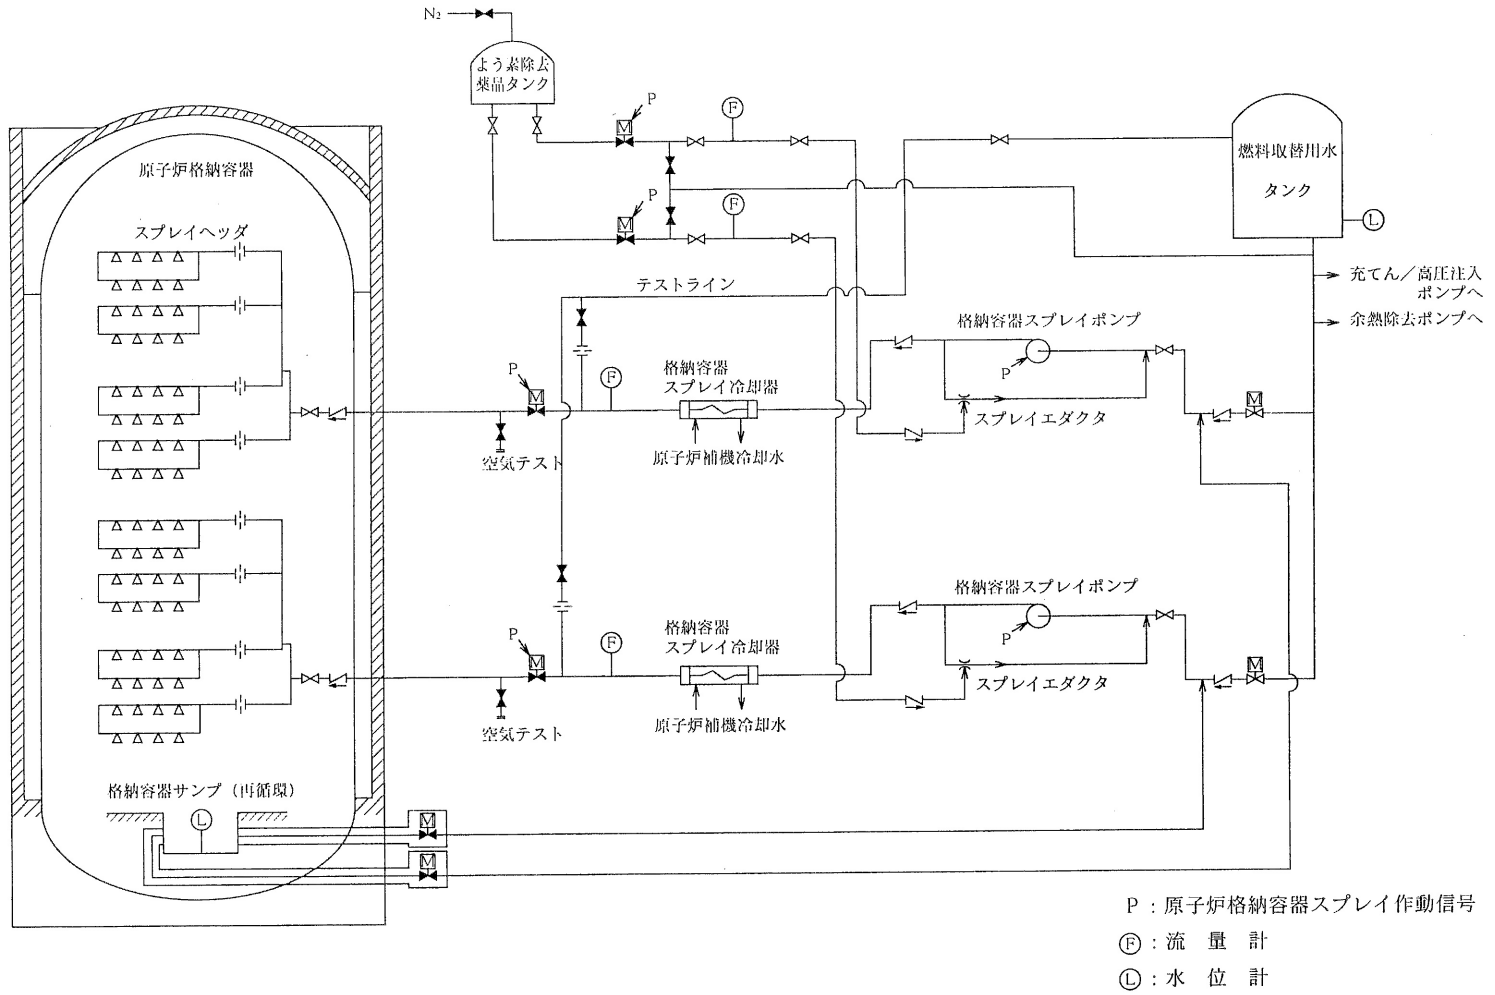 N₂
よう素除去
薬品タンク
P
M
F
燃料取替用水
タンク
L
P
M
F
原子炉格納容器
スプレイヘッダ
テストライン
充てん／高圧注入
ポンプへ
余熱除去ポンプへ
格納容器スプレイポンプ
P
P
M
F
格納容器
スプレイ冷却器
スプレイエダクタ
M
空気テスト
原子炉補機冷却水
格納容器スプレイポンプ
P
P
M
F
格納容器
スプレイ冷却器
スプレイエダクタ
M
空気テスト
原子炉補機冷却水
格納容器サンプ（再循環）
L
M
M
P：原子炉格納容器スプレイ作動信号
F：流量計
L：水位計